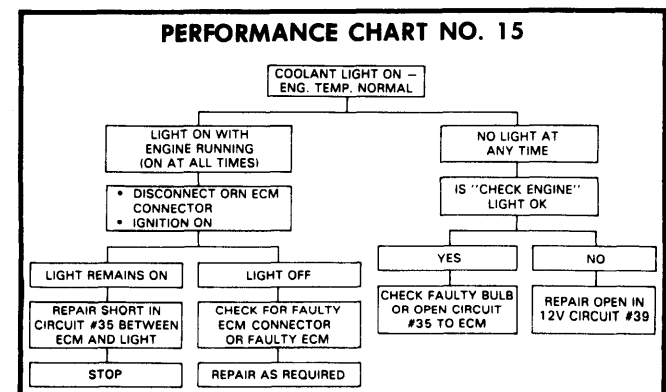 PERFORMANCE CHART NO. 15
COOLANT LIGHT ON –
ENG. TEMP. NORMAL
LIGHT ON WITH
ENGINE RUNNING
(ON AT ALL TIMES)
• DISCONNECT ORN ECM
CONNECTOR
• IGNITION ON
LIGHT REMAINS ON
REPAIR SHORT IN
CIRCUIT #35 BETWEEN
ECM AND LIGHT
STOP
LIGHT OFF
CHECK FOR FAULTY
ECM CONNECTOR
OR FAULTY ECM
REPAIR AS REQUIRED
NO LIGHT AT
ANY TIME
IS "CHECK ENGINE"
LIGHT OK
YES
CHECK FAULTY BULB
OR OPEN CIRCUIT
#35 TO ECM
NO
REPAIR OPEN IN
12V CIRCUIT #39